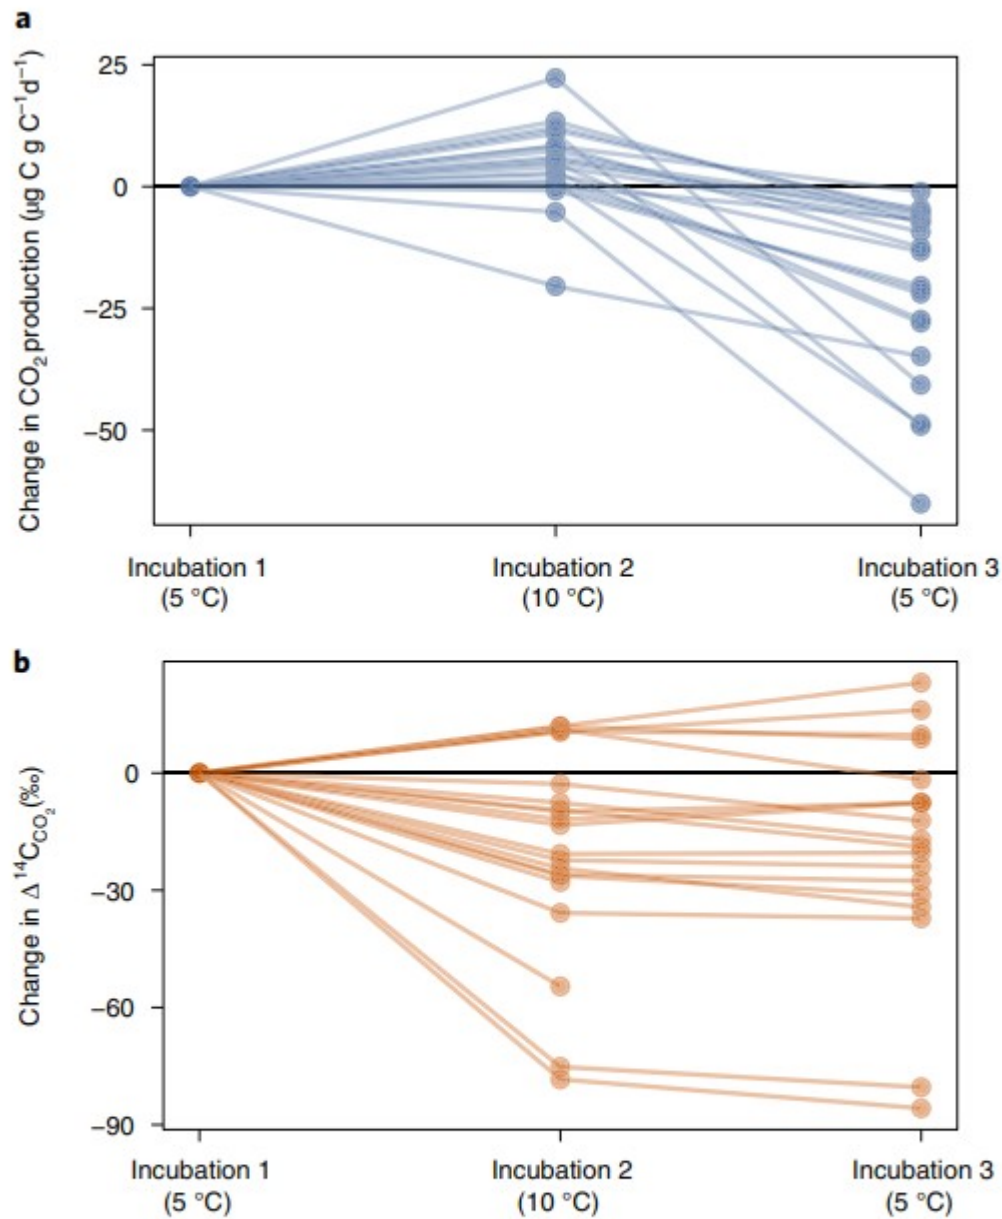 a
Change in CO₂ production (µg C g C⁻¹d⁻¹)
25
0
−25
−50
Incubation 1
(5 °C)
Incubation 2
(10 °C)
Incubation 3
(5 °C)
b
Change in Δ ¹⁴C_CO₂ (‰)
0
−30
−60
−90
Incubation 1
(5 °C)
Incubation 2
(10 °C)
Incubation 3
(5 °C)